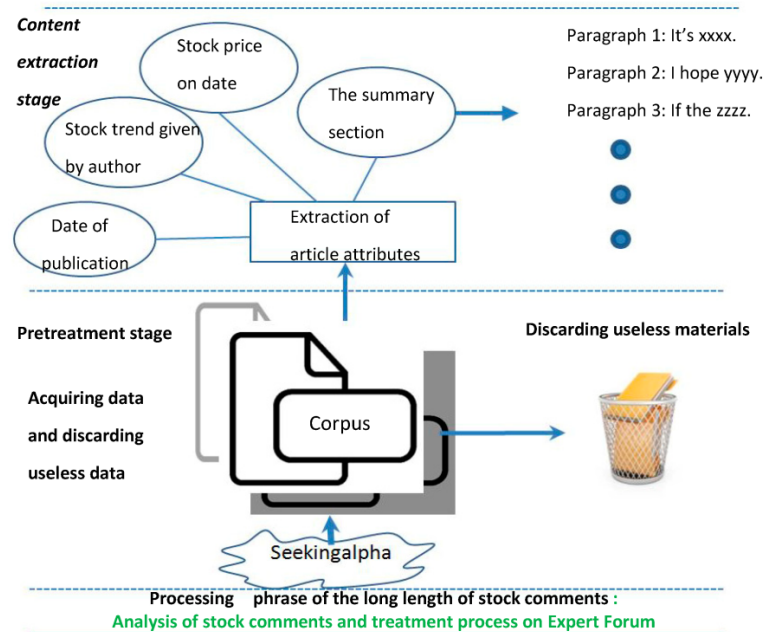 Content
extraction
stage
Stock price
on date
The summary
section
Stock trend given
by author
Date of
publication
Extraction of
article attributes
Paragraph 1: It’s xxxx.
Paragraph 2: I hope yyyy.
Paragraph 3: If the zzzz.
Pretreatment stage
Acquiring data
and discarding
useless data
Corpus
Discarding useless materials
Seekingalpha
Processing phrase of the long length of stock comments :
Analysis of stock comments and treatment process on Expert Forum